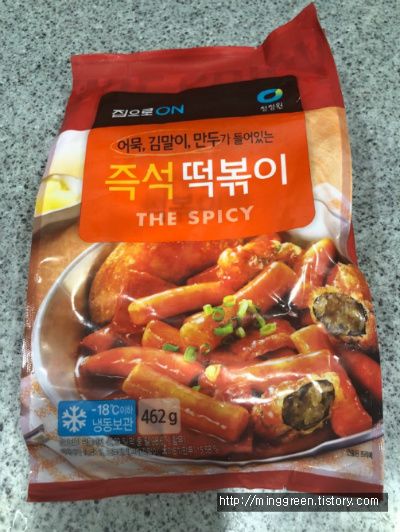 집으로ON
청정원
어묵, 김말이, 만두가 들어있는
즉석 떡볶이
THE SPICY
-18℃이하
냉동보관
462g
http://minggreen.tistory.com